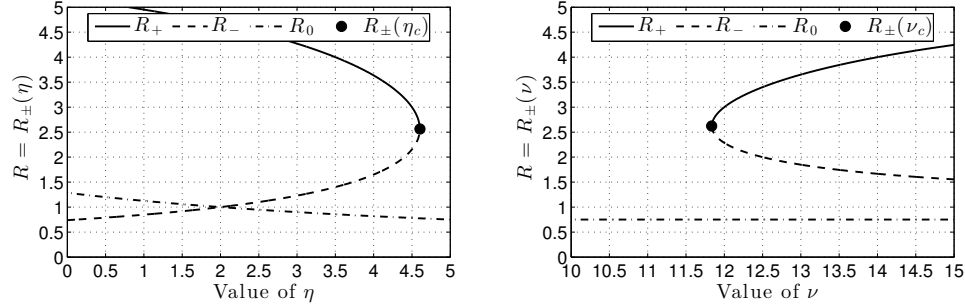 R₊ R₋ R₀ R±(η_c)
5
4.5
4
3.5
3
2.5
2
1.5
1
0.5
0
R = R±(η)
0 0.5 1 1.5 2 2.5 3 3.5 4 4.5 5
Value of η
R₊ R₋ R₀ R±(ν_c)
5
4.5
4
3.5
3
2.5
2
1.5
1
0.5
0
R = R±(ν)
10 10.5 11 11.5 12 12.5 13 13.5 14 14.5 15
Value of ν